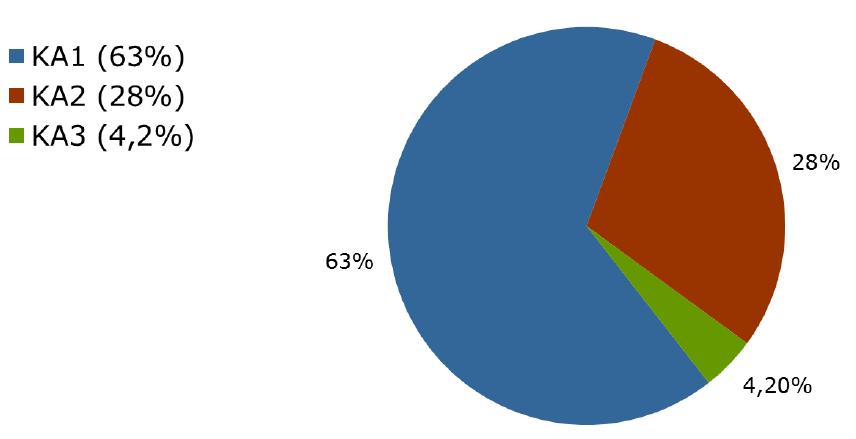 KA1 (63%)
KA2 (28%)
KA3 (4,2%)
28%
63%
4,20%